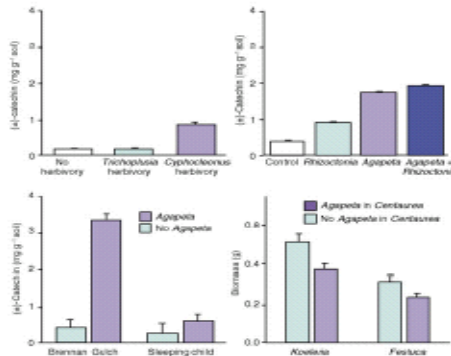 (±)-catechin (mg g⁻¹ soil)
4
3
2
1
0
No herbivory
Trichoplusia herbivory
Cyphocleonus herbivory
(±)-Catechin (mg g⁻¹ soil)
4
3
2
1
0
Control
Rhizoctonia
Agapeta
Agapeta +
Rhizoctonia
(±)-Catechin (mg g⁻¹ soil)
4
3
2
1
0
Agapeta
No Agapeta
Brennan Gulch
Sleeping child
Biomass (g)
0.8
0.4
0.2
Agapeta in Centaurea
No Agapeta in Centaurea
Koeleria
Festuca